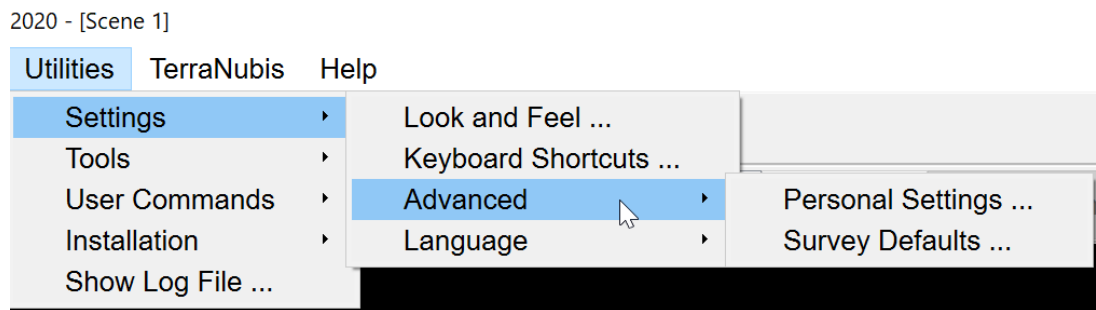 2020 - [Scene 1]
Utilities TerraNubis Help
Settings
Tools
User Commands
Installation
Show Log File ...
Look and Feel ...
Keyboard Shortcuts ...
Advanced
Language
Personal Settings ...
Survey Defaults ...